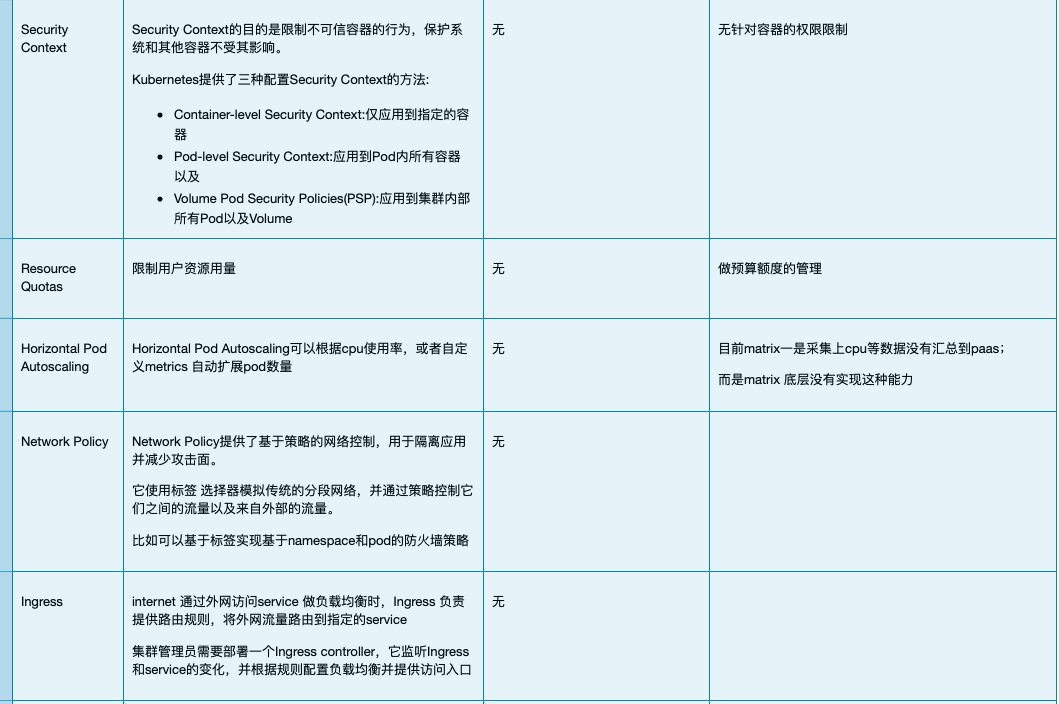 Security
Context
Security Context的目的是限制不可信容器的行为，保护系
统和其他容器不受其影响。
Kubernetes提供了三种配置Security Context的方法:
Container-level Security Context:仅应用到指定的容
器
Pod-level Security Context:应用到Pod内所有容器
以及
Volume Pod Security Policies(PSP):应用到集群内部
所有Pod以及Volume
无
无针对容器的权限限制
Resource
Quotas
限制用户资源用量
无
做预算额度的管理
Horizontal Pod
Autoscaling
Horizontal Pod Autoscaling可以根据cpu使用率，或者自定
义metrics 自动扩展pod数量
无
目前matrix一是采集上cpu等数据没有汇总到paas；
而是matrix 底层没有实现这种能力
Network Policy
Network Policy提供了基于策略的网络控制，用于隔离应用
并减少攻击面。
它使用标签 选择器模拟传统的分段网络，并通过策略控制它
们之间的流量以及来自外部的流量。
比如可以基于标签实现基于namespace和pod的防火墙策略
无
Ingress
internet 通过外网访问service 做负载均衡时，Ingress 负责
提供路由规则，将外网流量路由到指定的service
集群管理员需要部署一个Ingress controller，它监听Ingress
和service的变化，并根据规则配置负载均衡并提供访问入口
无